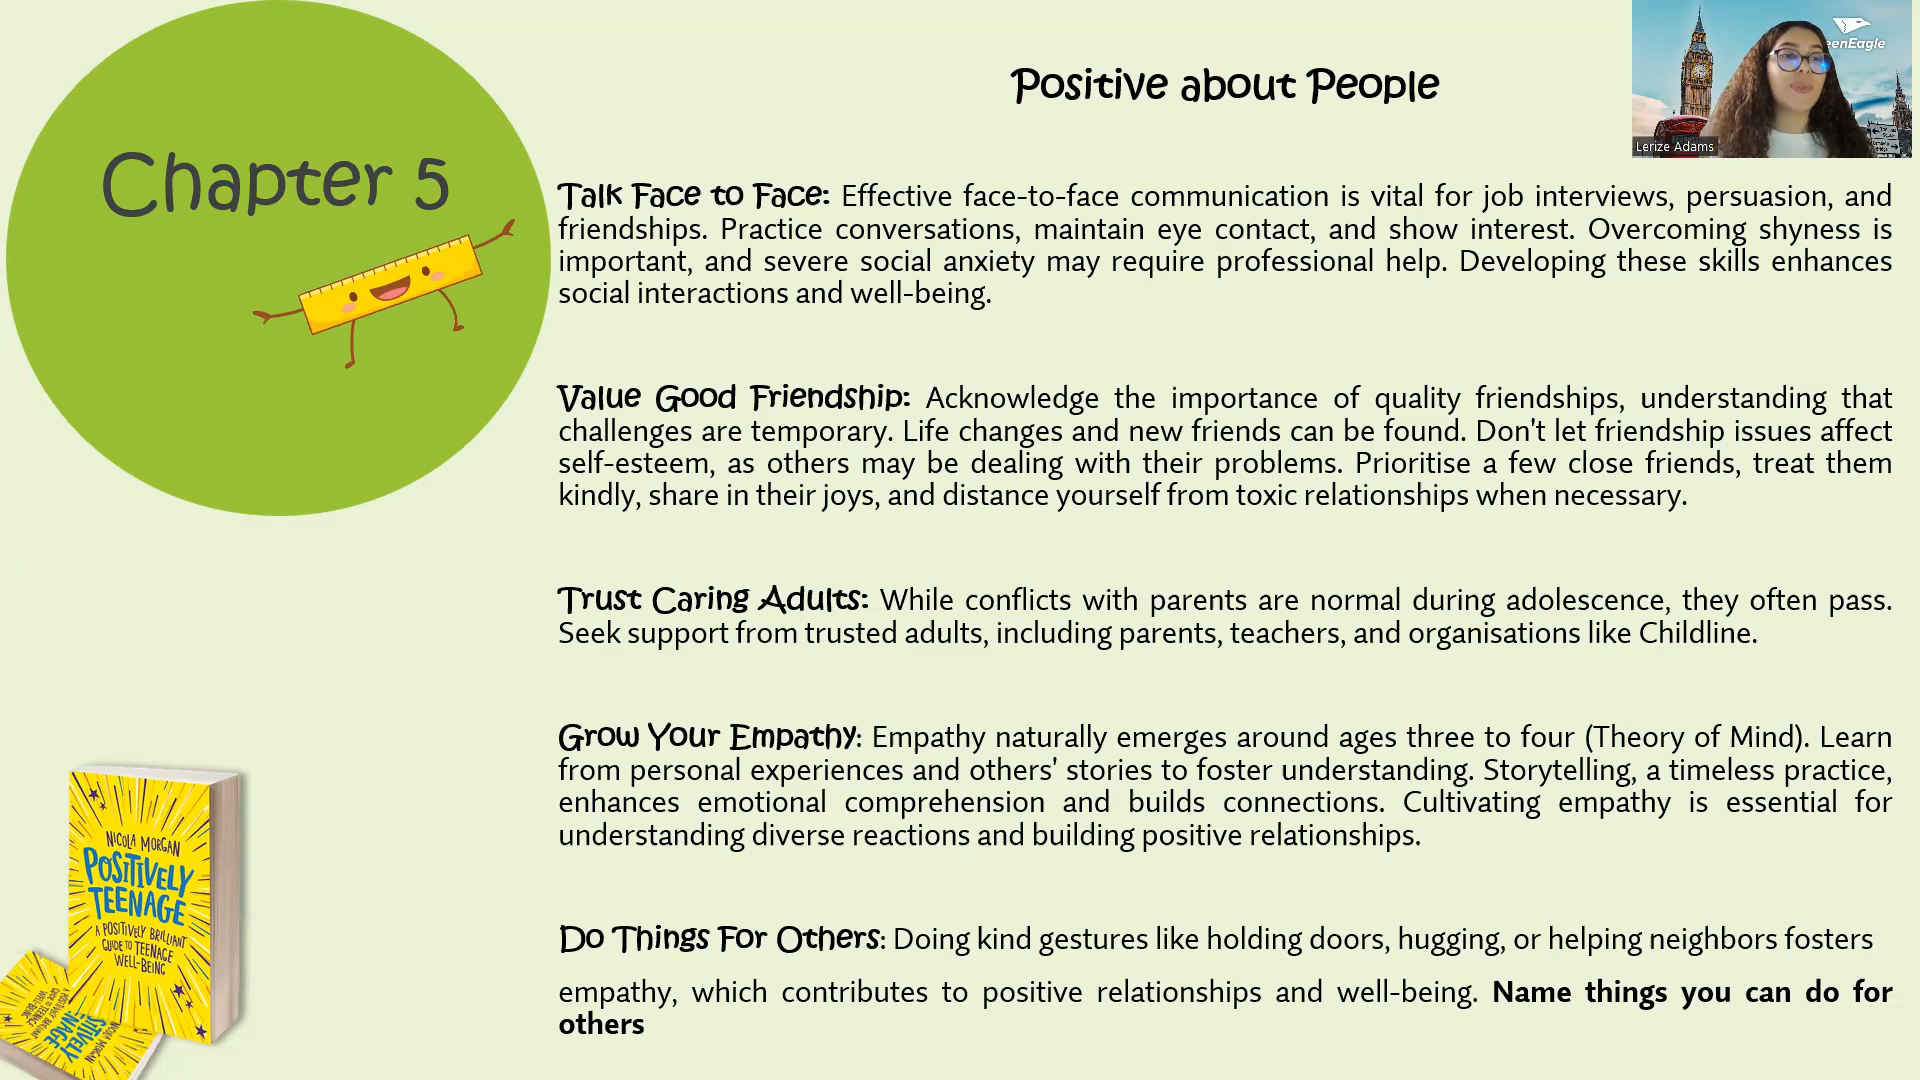 Positive about People
eenEagle
Lerize Adams
Chapter 5
Talk Face to Face: Effective face-to-face communication is vital for job interviews, persuasion, and
friendships. Practice conversations, maintain eye contact, and show interest. Overcoming shyness is
important, and severe social anxiety may require professional help. Developing these skills enhances
social interactions and well-being.
Value Good Friendship: Acknowledge the importance of quality friendships, understanding that
challenges are temporary. Life changes and new friends can be found. Don't let friendship issues affect
self-esteem, as others may be dealing with their problems. Prioritise a few close friends, treat them
kindly, share in their joys, and distance yourself from toxic relationships when necessary.
Trust Caring Adults: While conflicts with parents are normal during adolescence, they often pass.
Seek support from trusted adults, including parents, teachers, and organisations like Childline.
Grow Your Empathy: Empathy naturally emerges around ages three to four (Theory of Mind). Learn
from personal experiences and others' stories to foster understanding. Storytelling, a timeless practice,
enhances emotional comprehension and builds connections. Cultivating empathy is essential for
understanding diverse reactions and building positive relationships.
Do Things For Others: Doing kind gestures like holding doors, hugging, or helping neighbors fosters
empathy, which contributes to positive relationships and well-being. Name things you can do for
others
NICOLA MORGAN
POSITIVELY
TEENAGE
A POSITIVELY BRILLIANT
GUIDE TO TEENAGE
WELL-BEING